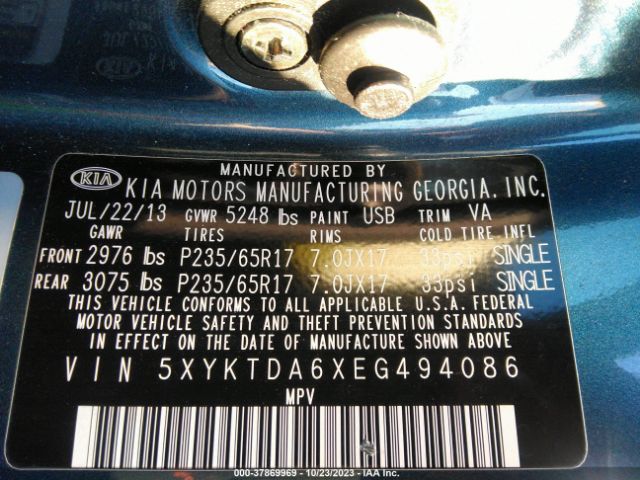 MANUFACTURED BY
KIA KIA MOTORS MANUFACTURING GEORGIA, INC.
JUL/22/13 GVWR 5248 lbs PAINT USB TRIM VA
GAWR TIRES RIMS COLD TIRE INFL
FRONT 2976 lbs P235/65R17 7.0JX17 33psi SINGLE
REAR 3075 lbs P235/65R17 7.0JX17 33psi SINGLE
THIS VEHICLE CONFORMS TO ALL APPLICABLE U.S.A. FEDERAL
MOTOR VEHICLE SAFETY AND THEFT PREVENTION STANDARDS
IN EFFECT ON THE DATE OF MANUFACTURE SHOWN ABOVE
VIN 5XYKTDA6XEG494086
MPV
000-37869969 - 10/23/2023 - IAA Inc.